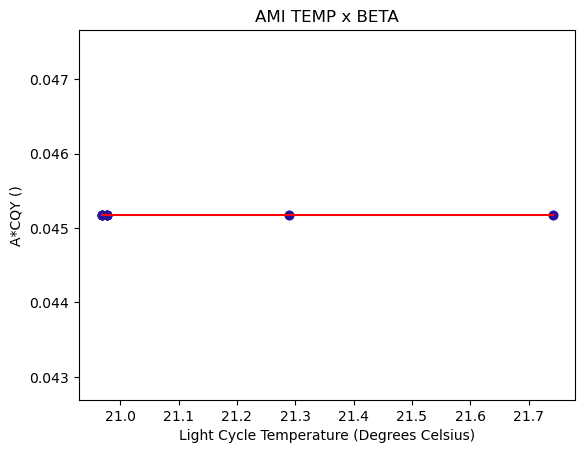 AMI TEMP x BETA
0.047
0.046
0.045
0.044
0.043
A*CQY ()
21.0 21.1 21.2 21.3 21.4 21.5 21.6 21.7
Light Cycle Temperature (Degrees Celsius)